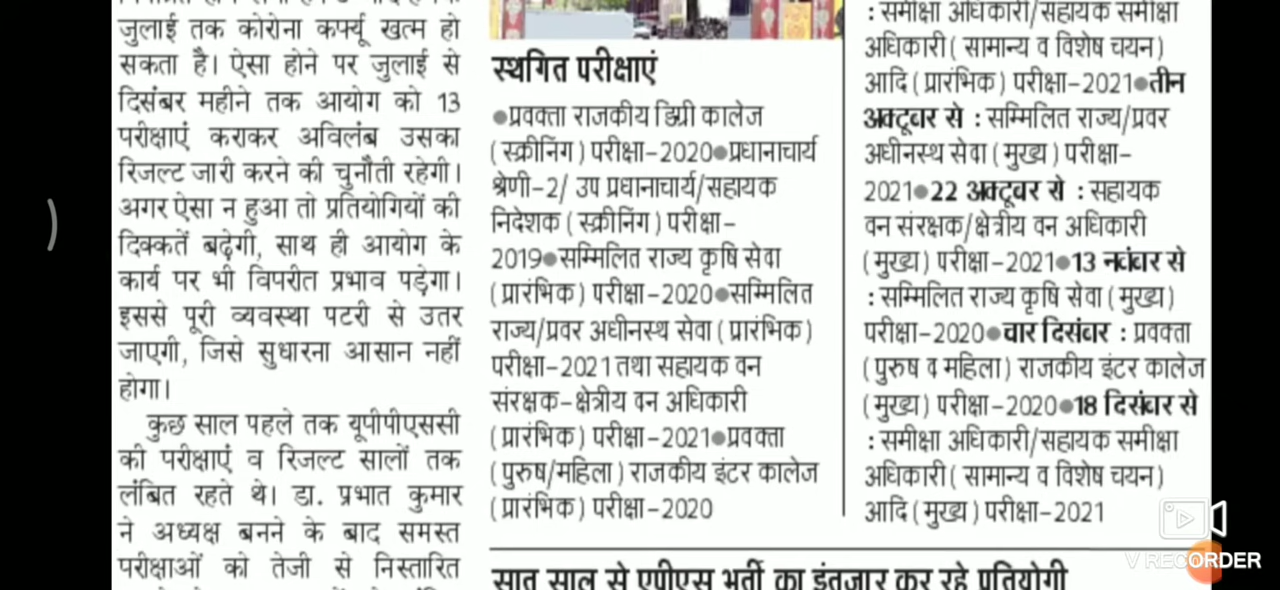 जुलाई तक कोरोना कर्फ्यू खत्म हो
सकता है। ऐसा होने पर जुलाई से
दिसंबर महीने तक आयोग को 13
परीक्षाएं कराकर अविलंब उसका
रिजल्ट जारी करने की चुनौती रहेगी।
अगर ऐसा न हुआ तो प्रतियोगियों की
दिक्कतें बढ़ेगी, साथ ही आयोग के
कार्य पर भी विपरीत प्रभाव पड़ेगा।
इससे पूरी व्यवस्था पटरी से उतर
जाएगी, जिसे सुधारना आसान नहीं
होगा।
कुछ साल पहले तक यूपीपीएससी
की परीक्षाएं व रिजल्ट सालों तक
लंबित रहते थे। डा. प्रभात कुमार
ने अध्यक्ष बनने के बाद समस्त
परीक्षाओं को तेजी से निस्तारित
स्थगित परीक्षाएं
●प्रवक्ता राजकीय डिग्री कालेज
(स्क्रीनिंग) परीक्षा-2020●प्रधानाचार्य
श्रेणी-2/ उप प्रधानाचार्य/सहायक
निदेशक (स्क्रीनिंग) परीक्षा-
2019●सम्मिलित राज्य कृषि सेवा
(प्रारंभिक) परीक्षा-2020●सम्मिलित
राज्य/प्रवर अधीनस्थ सेवा (प्रारंभिक)
परीक्षा-2021 तथा सहायक वन
संरक्षक-क्षेत्रीय वन अधिकारी
(प्रारंभिक) परीक्षा-2021●प्रवक्ता
(पुरुष/महिला) राजकीय इंटर कालेज
(प्रारंभिक) परीक्षा-2020
: समीक्षा अधिकारी/सहायक समीक्षा
अधिकारी (सामान्य व विशेष चयन)
आदि (प्रारंभिक) परीक्षा-2021●तीन
अक्टूबर से : सम्मिलित राज्य/प्रवर
अधीनस्थ सेवा (मुख्य) परीक्षा-
2021●22 अक्टूबर से : सहायक
वन संरक्षक/क्षेत्रीय वन अधिकारी
(मुख्य) परीक्षा-2021●13 नवंबर से
: सम्मिलित राज्य कृषि सेवा (मुख्य)
परीक्षा-2020●चार दिसंबर : प्रवक्ता
(पुरुष व महिला) राजकीय इंटर कालेज
(मुख्य) परीक्षा-2020●18 दिसंबर से
: समीक्षा अधिकारी/सहायक समीक्षा
अधिकारी (सामान्य व विशेष चयन)
आदि (मुख्य) परीक्षा-2021
सात साल से एपीएस भर्ती का इंतजार कर रहे प्रतियोगी
V RECORDER